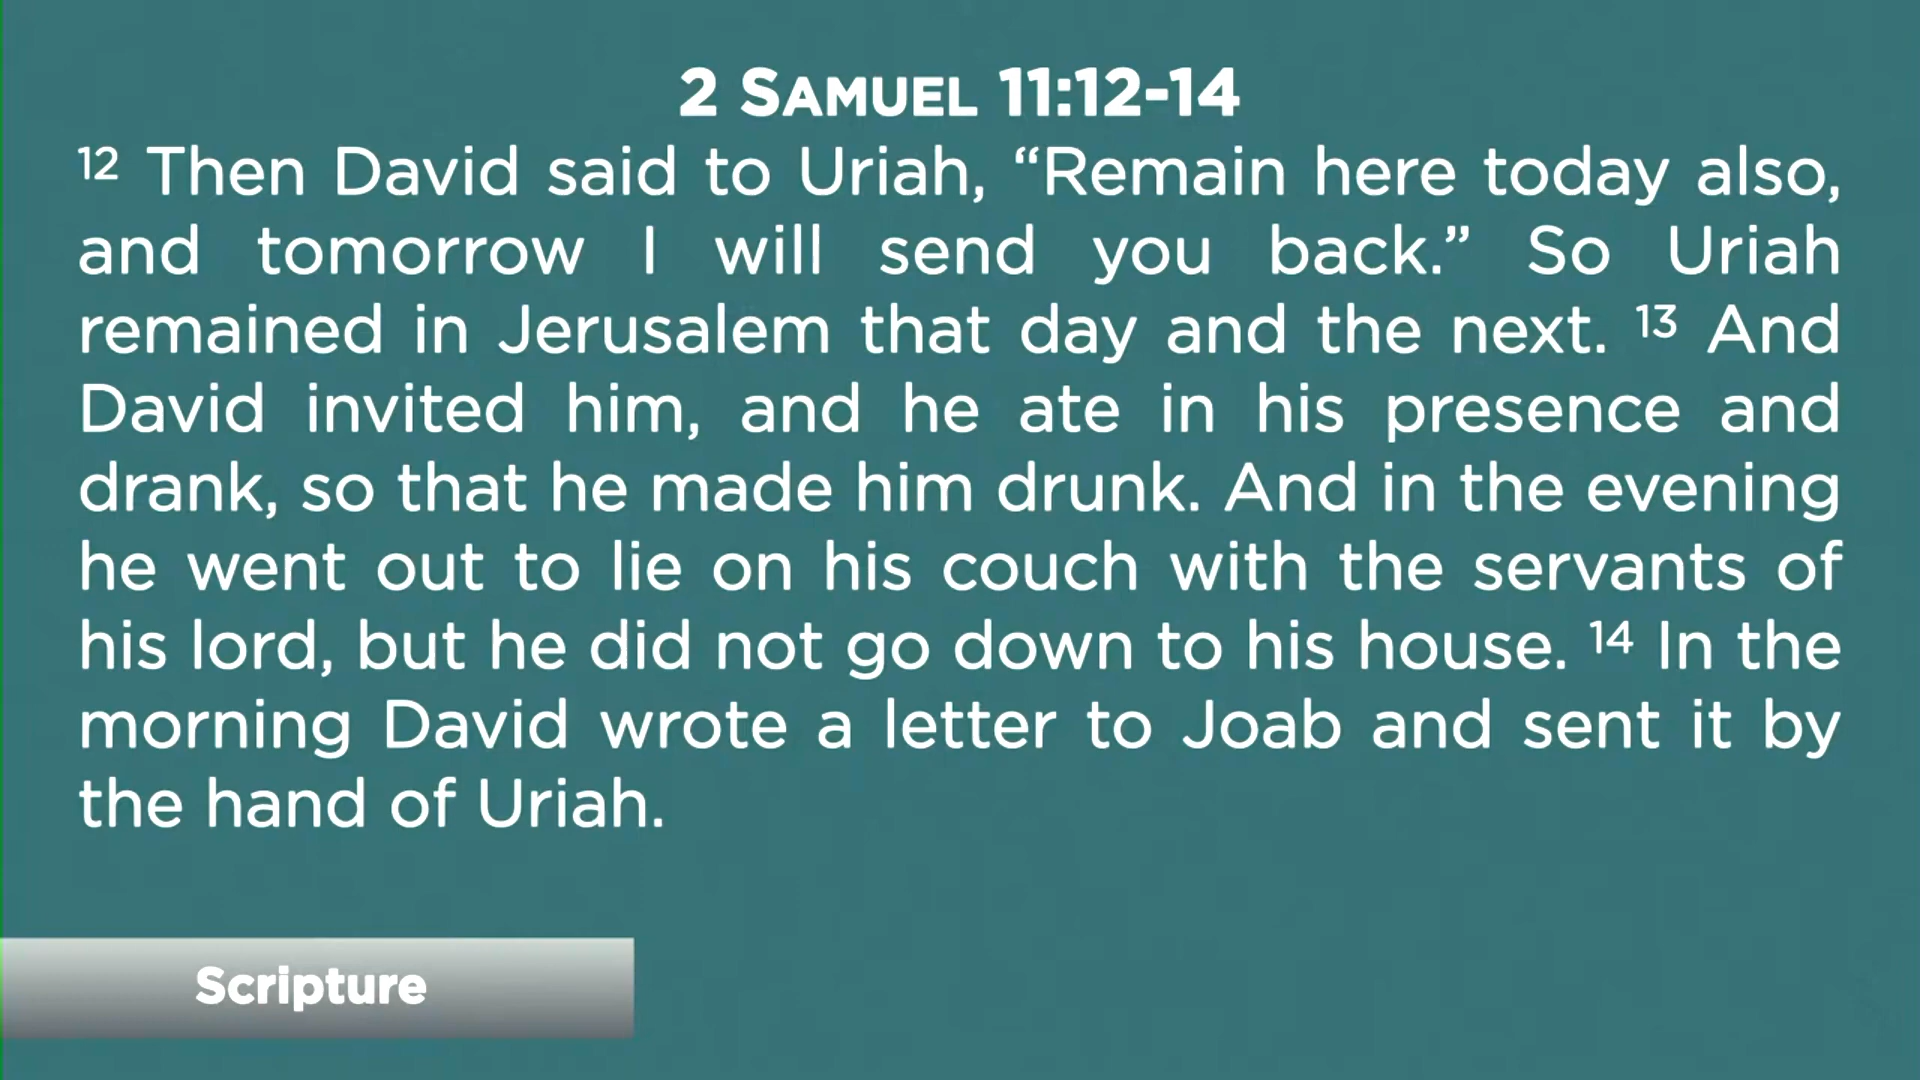 2 SAMUEL 11:12-14
12 Then David said to Uriah, “Remain here today also,
and tomorrow I will send you back.” So Uriah
remained in Jerusalem that day and the next. 13 And
David invited him, and he ate in his presence and
drank, so that he made him drunk. And in the evening
he went out to lie on his couch with the servants of
his lord, but he did not go down to his house. 14 In the
morning David wrote a letter to Joab and sent it by
the hand of Uriah.
Scripture